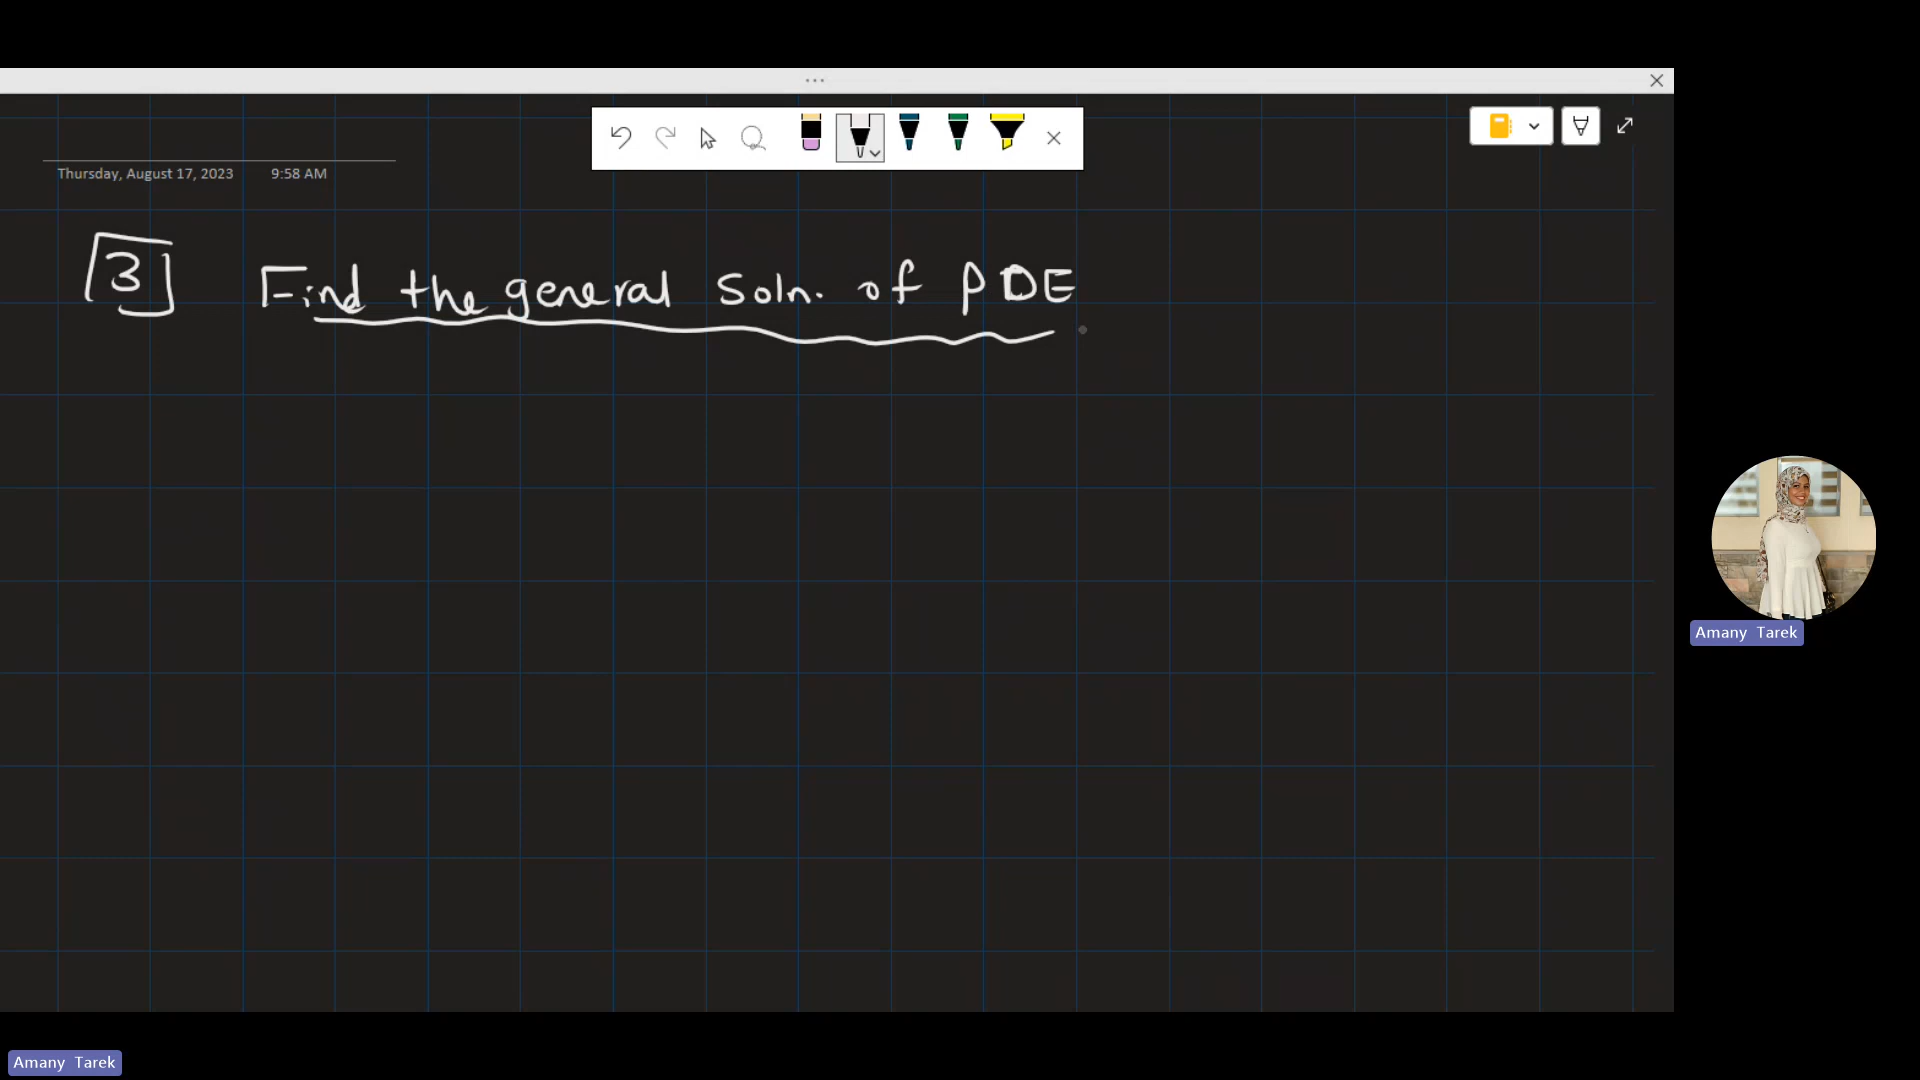 Thursday, August 17, 2023 9:58 AM
[3] Find the general Soln. of PDE
Amany Tarek
Amany Tarek